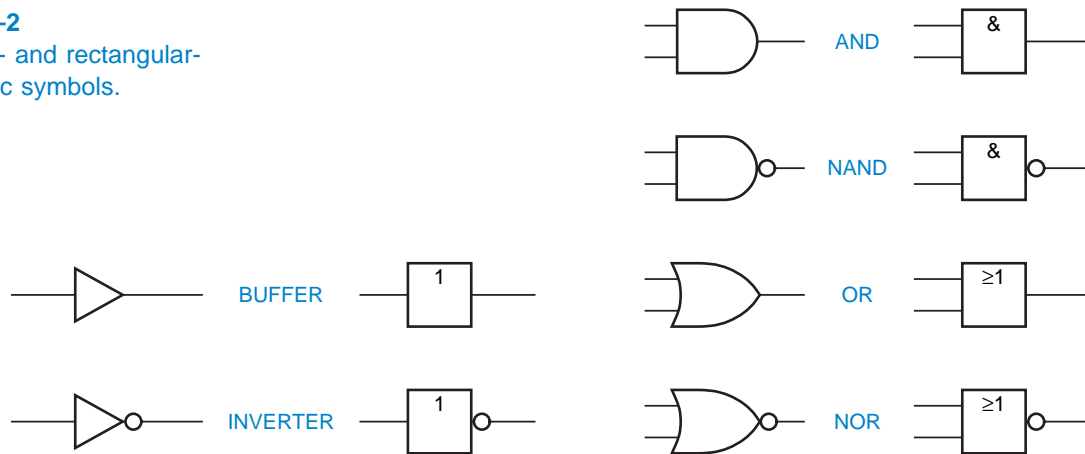 -2
- and rectangular-
c symbols.
AND &
NAND &
BUFFER 1
OR ≥1
INVERTER 1
NOR ≥1